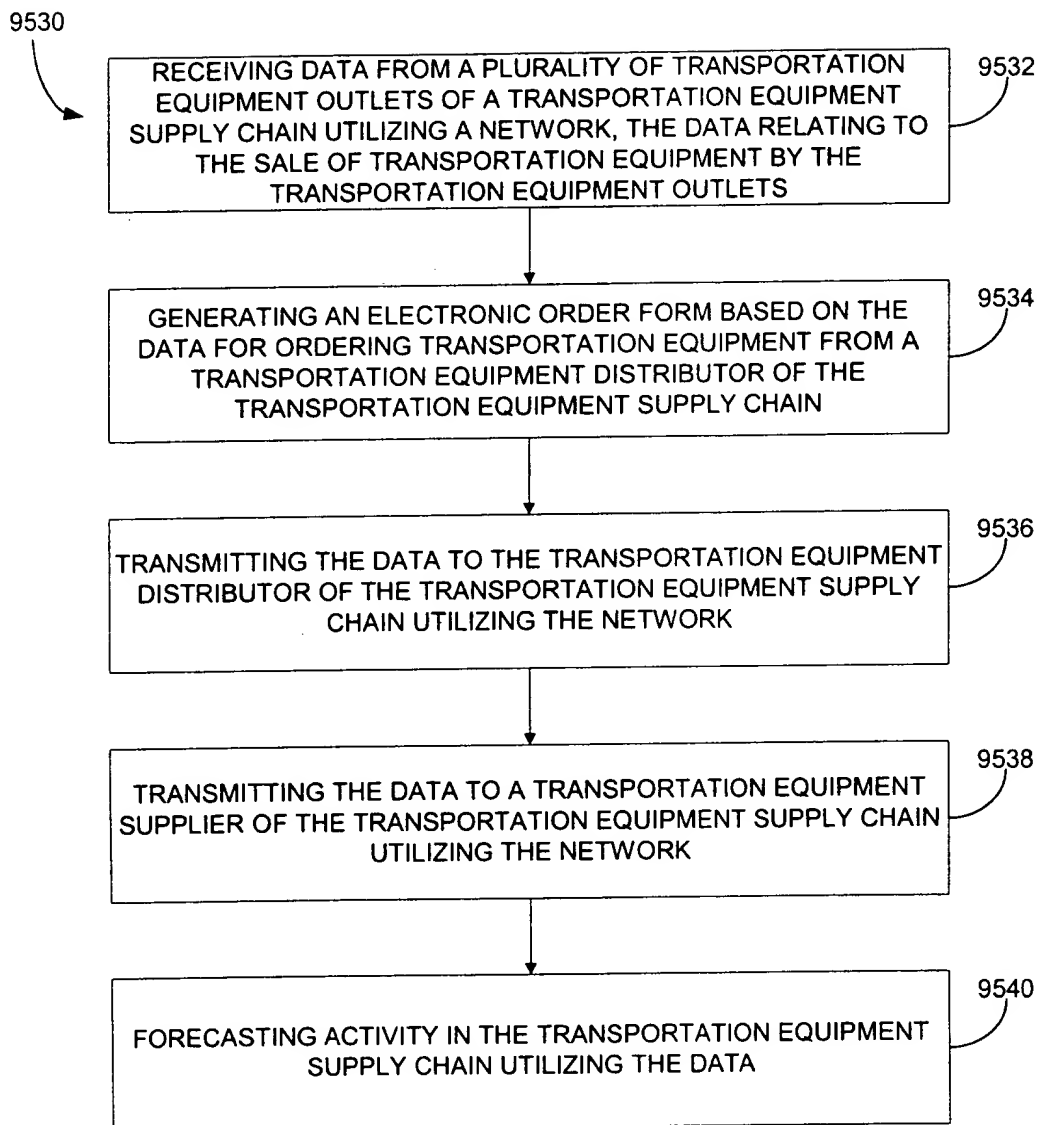 9530
RECEIVING DATA FROM A PLURALITY OF TRANSPORTATION
EQUIPMENT OUTLETS OF A TRANSPORTATION EQUIPMENT
SUPPLY CHAIN UTILIZING A NETWORK, THE DATA RELATING TO
THE SALE OF TRANSPORTATION EQUIPMENT BY THE
TRANSPORTATION EQUIPMENT OUTLETS
9532
GENERATING AN ELECTRONIC ORDER FORM BASED ON THE
DATA FOR ORDERING TRANSPORTATION EQUIPMENT FROM A
TRANSPORTATION EQUIPMENT DISTRIBUTOR OF THE
TRANSPORTATION EQUIPMENT SUPPLY CHAIN
9534
TRANSMITTING THE DATA TO THE TRANSPORTATION EQUIPMENT
DISTRIBUTOR OF THE TRANSPORTATION EQUIPMENT SUPPLY
CHAIN UTILIZING THE NETWORK
9536
TRANSMITTING THE DATA TO A TRANSPORTATION EQUIPMENT
SUPPLIER OF THE TRANSPORTATION EQUIPMENT SUPPLY CHAIN
UTILIZING THE NETWORK
9538
FORECASTING ACTIVITY IN THE TRANSPORTATION EQUIPMENT
SUPPLY CHAIN UTILIZING THE DATA
9540